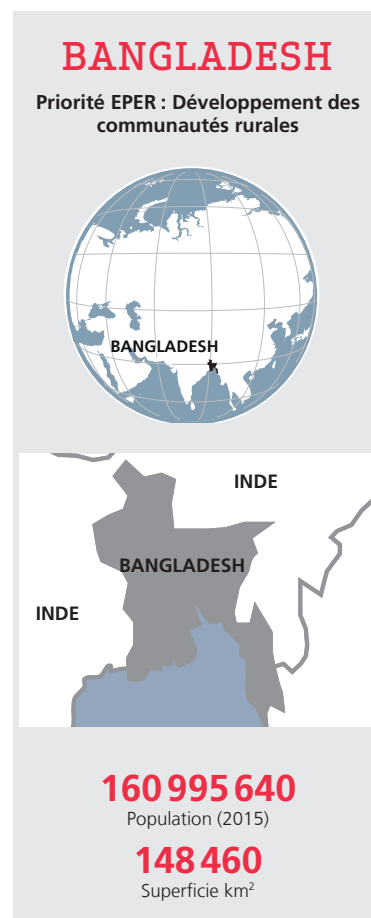 BANGLADESH
Priorité EPER : Développement des
communautés rurales
BANGLADESH
INDE
BANGLADESH
INDE
160 995 640
Population (2015)
148 460
Superficie km²